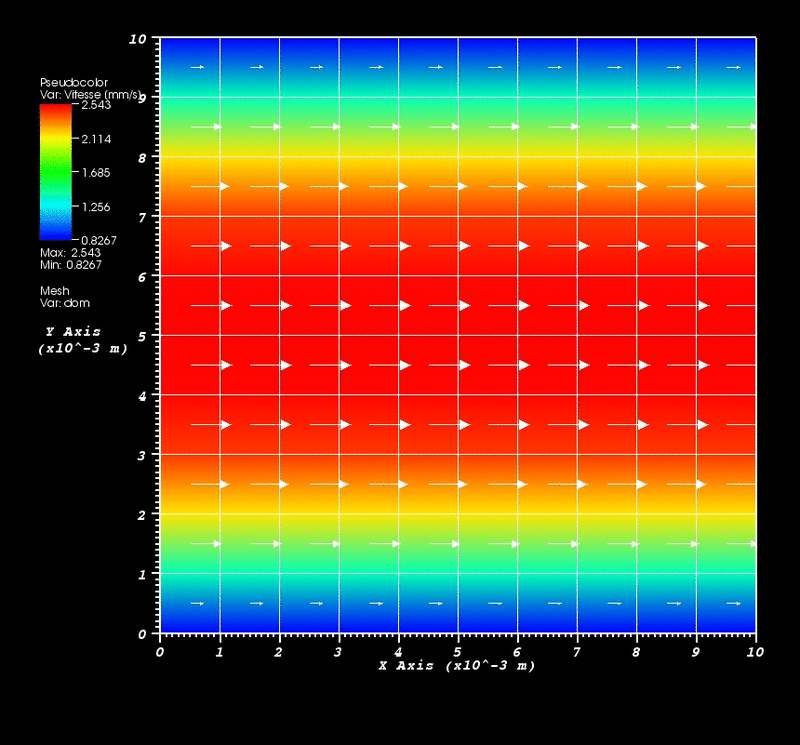 Pseudocolor
Var: Vitesse (mm/s)
2.543
2.114
1.685
1.256
0.8267
Max: 2.543
Min: 0.8267
Mesh
Var: dom
Y Axis
(x10^-3 m)
10
9
8
7
6
5
4
3
2
1
0
0 1 2 3 4 5 6 7 8 9 10
X Axis (x10^-3 m)